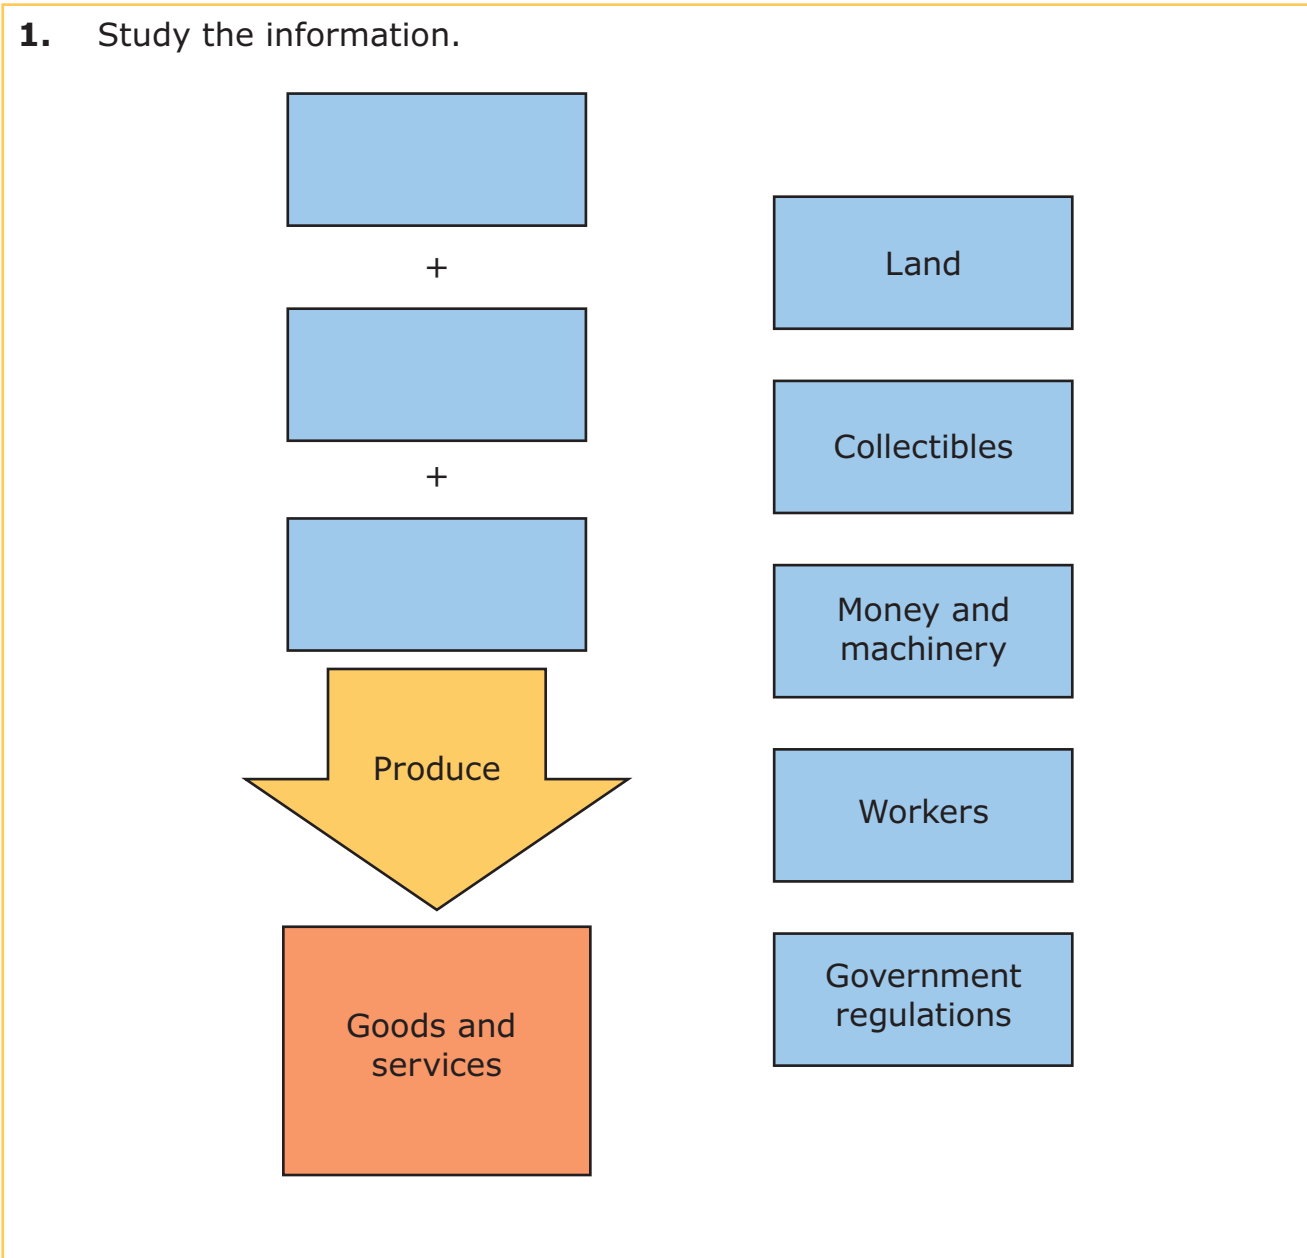 1. Study the information.
+
+
Produce
Goods and
services
Land
Collectibles
Money and
machinery
Workers
Government
regulations